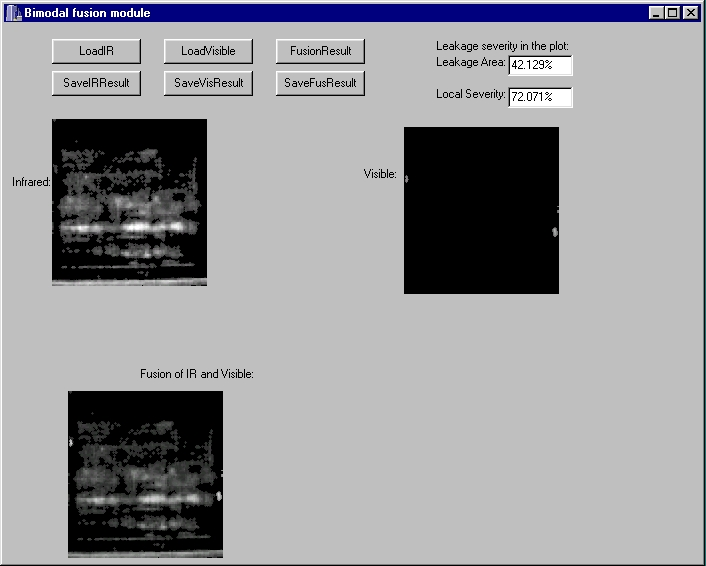 Bimodal fusion module
LoadIR LoadVisible FusionResult
SaveIRResult SaveVisResult SaveFusResult
Leakage severity in the plot:
Leakage Area: 42.129%
Local Severity: 72.071%
Infrared:
Visible:
Fusion of IR and Visible: